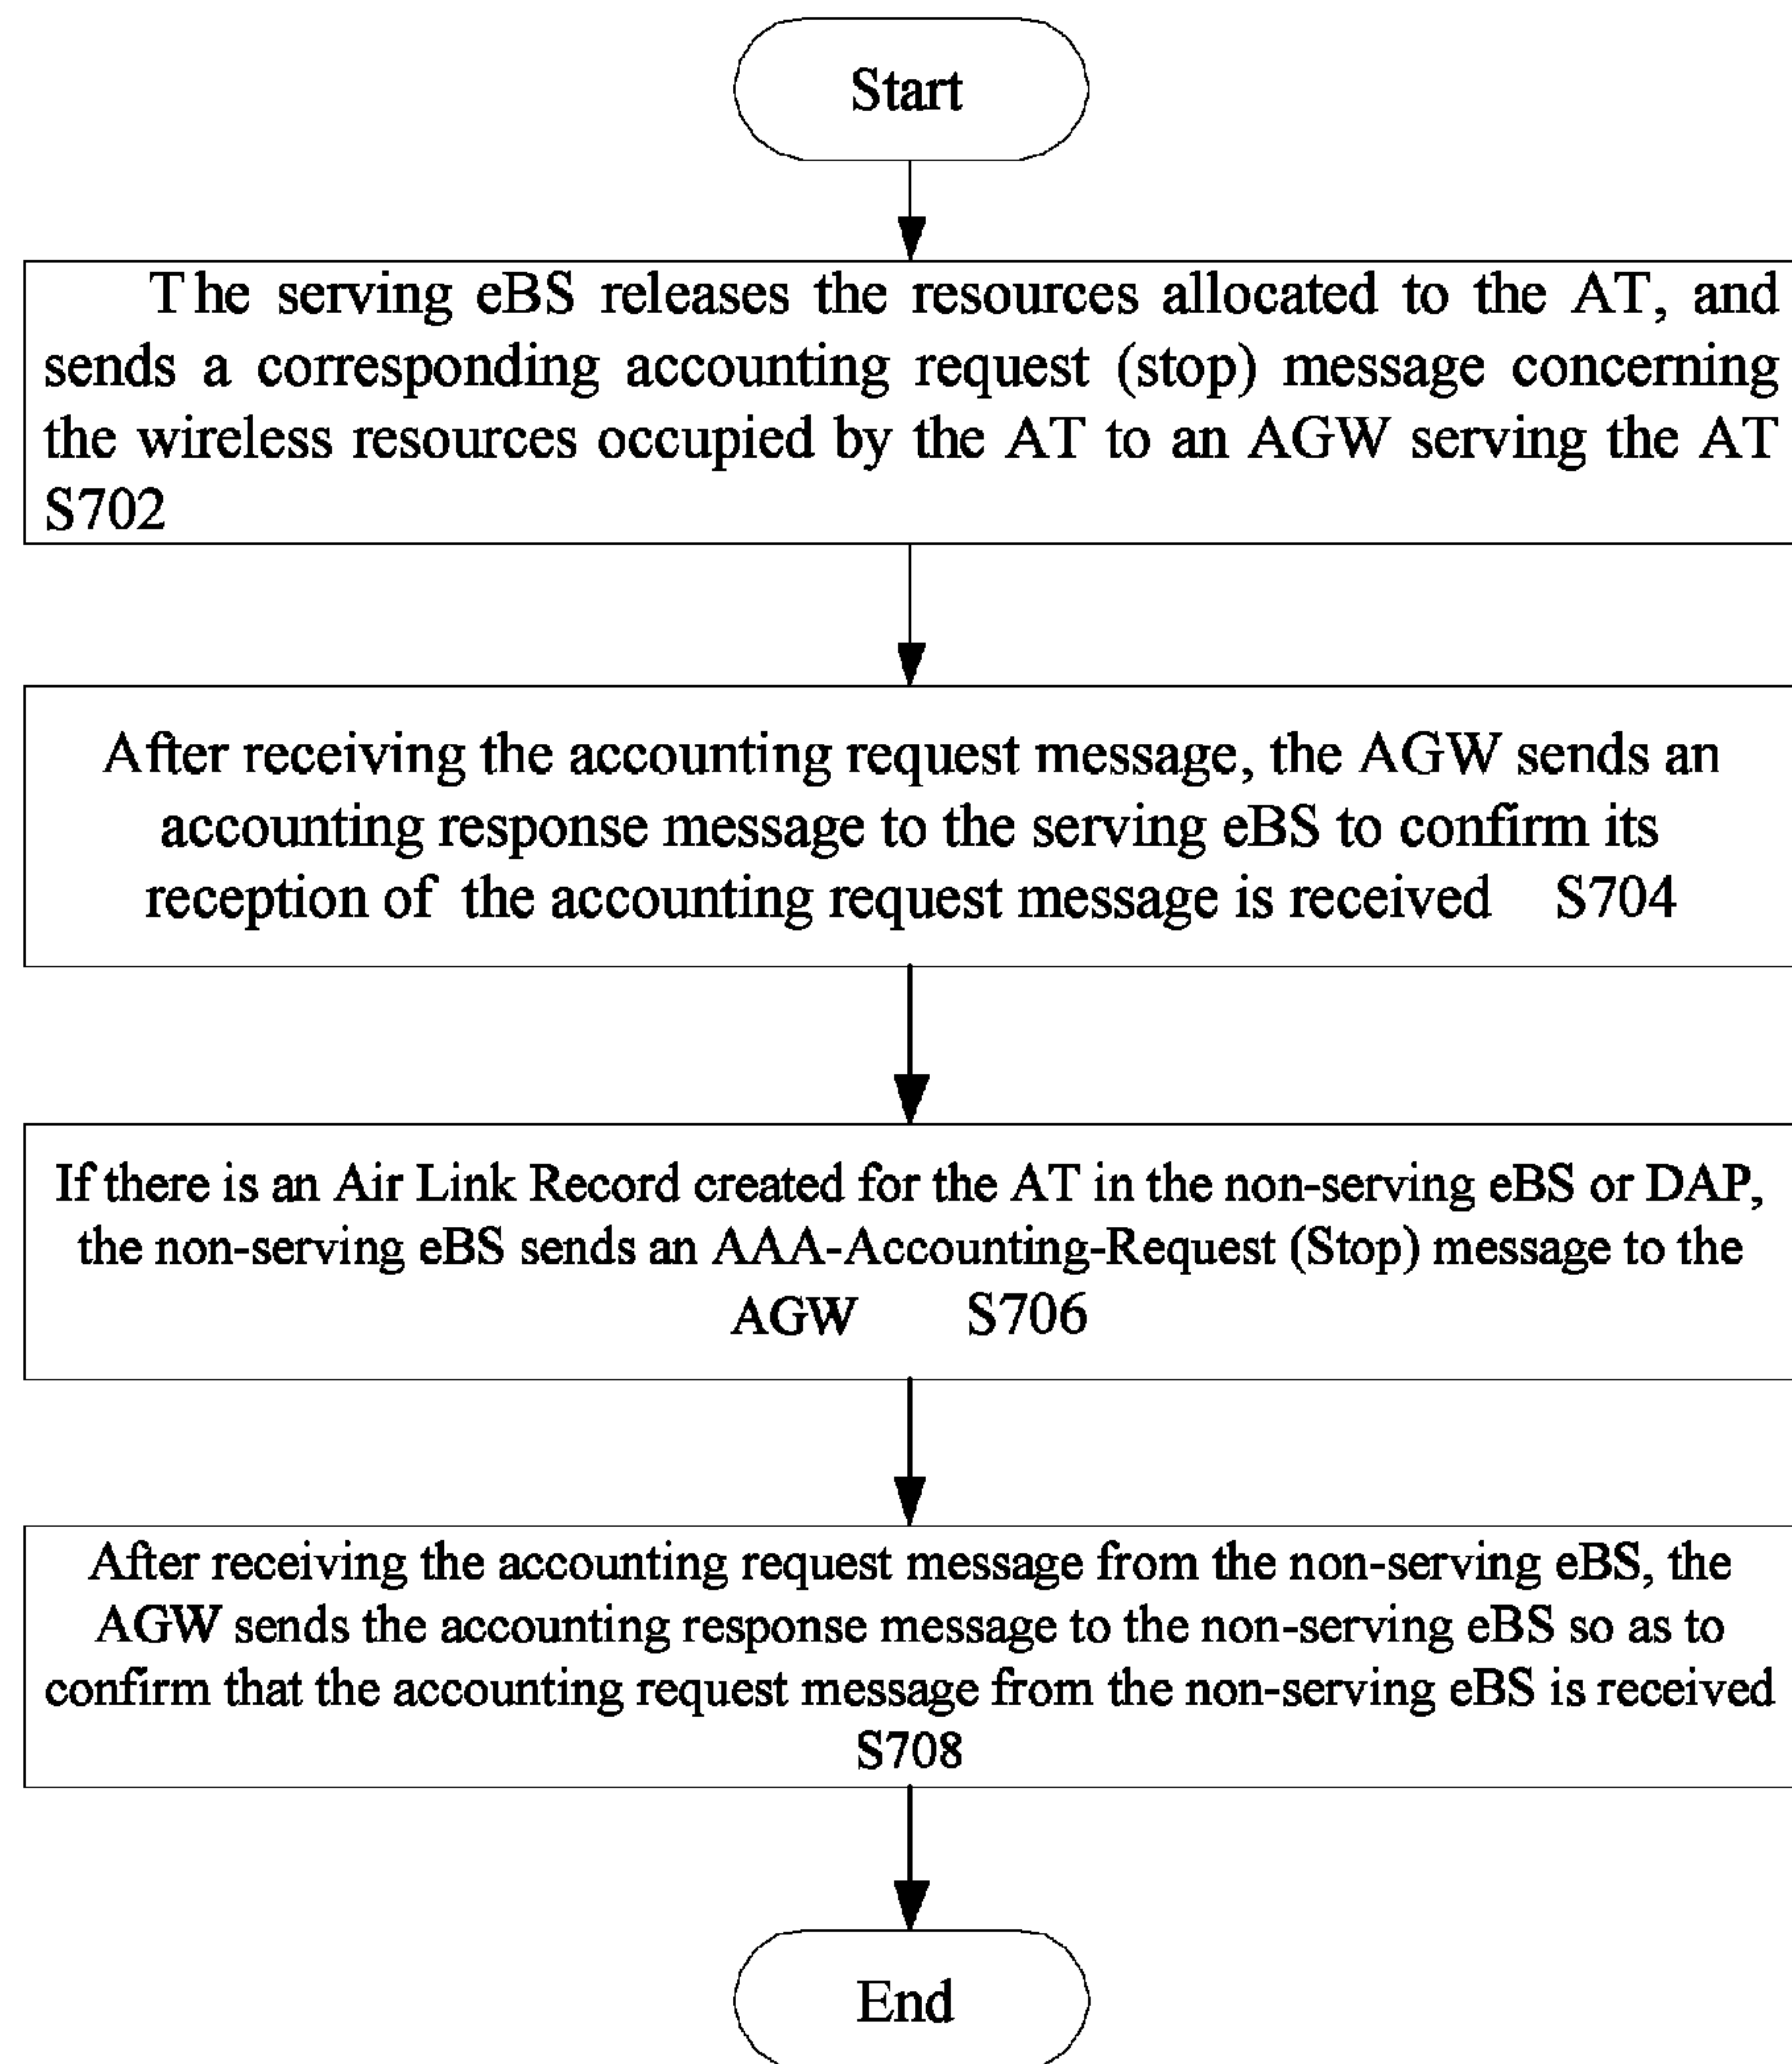 Start
The serving eBS releases the resources allocated to the AT, and
sends a corresponding accounting request (stop) message concerning
the wireless resources occupied by the AT to an AGW serving the AT
S702
After receiving the accounting request message, the AGW sends an
accounting response message to the serving eBS to confirm its
reception of the accounting request message is received S704
If there is an Air Link Record created for the AT in the non-serving eBS or DAP,
the non-serving eBS sends an AAA-Accounting-Request (Stop) message to the
AGW S706
After receiving the accounting request message from the non-serving eBS, the
AGW sends the accounting response message to the non-serving eBS so as to
confirm that the accounting request message from the non-serving eBS is received
S708
End